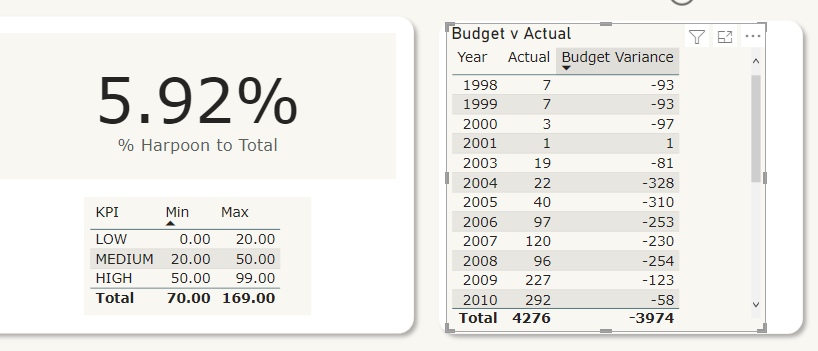 5.92%
% Harpoon to Total
KPI Min Max
LOW 0.00 20.00
MEDIUM 20.00 50.00
HIGH 50.00 99.00
Total 70.00 169.00
Budget v Actual
Year Actual Budget Variance
1998 7 -93
1999 7 -93
2000 3 -97
2001 1 1
2003 19 -81
2004 22 -328
2005 40 -310
2006 97 -253
2007 120 -230
2008 96 -254
2009 227 -123
2010 292 -58
Total 4276 -3974